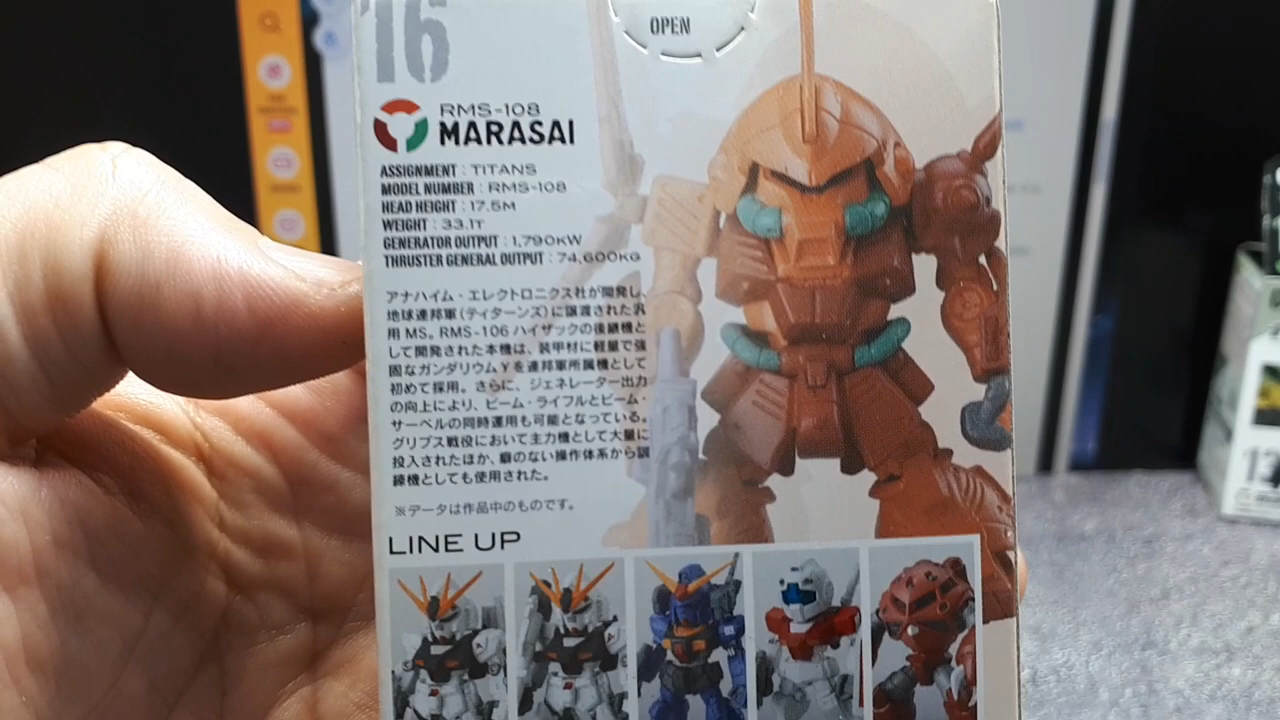 '16
OPEN
RMS-108
MARASAI
ASSIGNMENT : TITANS
MODEL NUMBER : RMS-108
HEAD HEIGHT : 17.5M
WEIGHT : 33.1T
GENERATOR OUTPUT : 1,790KW
THRUSTER GENERAL OUTPUT : 74,600KG
アナハイム・エレクトロニクス社が開発し、
地球連邦軍(ティターンズ)に譲渡された汎
用 MS。RMS-106 ハイザックの後継機と
して開発された本機は、装甲材に軽量で強
固なガンダリウムγを連邦軍所属機として
初めて採用。さらに、ジェネレーター出力
の向上により、ビーム・ライフルとビーム・
サーベルの同時運用も可能となっている。
グリプス戦役において主力機として大量に
投入されたほか、癖のない操作体系から訓
練機としても使用された。
※データは作品中のものです。
LINE UP